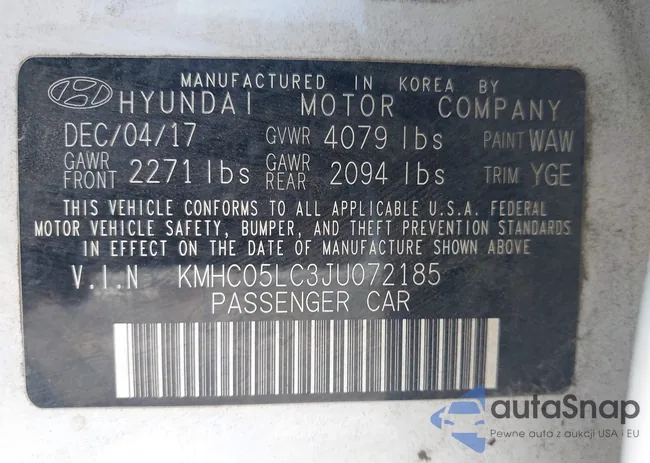 MANUFACTURED IN KOREA BY
HYUNDAI MOTOR COMPANY
DEC/04/17 GVWR 4079 lbs PAINT WAW
GAWR FRONT 2271 lbs GAWR REAR 2094 lbs TRIM YGE
THIS VEHICLE CONFORMS TO ALL APPLICABLE U.S.A. FEDERAL
MOTOR VEHICLE SAFETY, BUMPER, AND THEFT PREVENTION STANDARDS
IN EFFECT ON THE DATE OF MANUFACTURE SHOWN ABOVE
V.I.N KMHC05LC3JU072185
PASSENGER CAR
autaSnap
Pewne auta z aukcji USA i EU